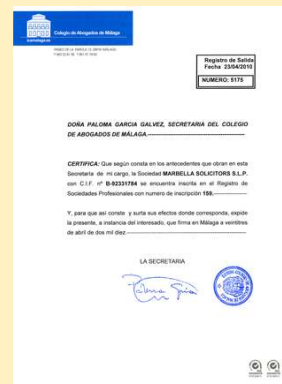 Colegio de Abogados de Málaga
Registro de Salida
Fecha 23/04/2010
NUMERO: 5175
DOÑA PALOMA GARCIA GALVEZ, SECRETARIA DEL COLEGIO
DE ABOGADOS DE MÁLAGA.
CERTIFICA: Que según consta en los antecedentes que obran en esta
Secretaria de mi cargo, la Sociedad MARBELLA SOLICITORS S.L.P.
con C.I.F. nº B-92331784 se encuentra inscrita en el Registro de
Sociedades Profesionales con numero de inscripción 159,
Y, para que así conste y surta sus efectos donde corresponda, expide
la presente, a instancia del interesado, que firma en Málaga a veintitres
de abril de dos mil diez
LA SECRETARIA